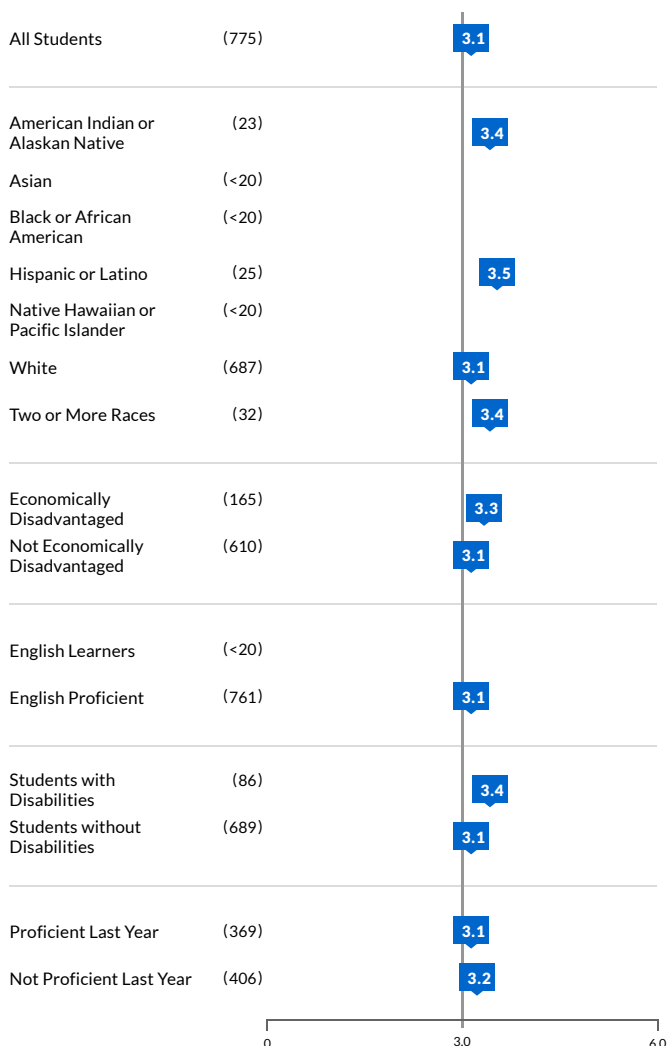 All Students (775) 3.1
American Indian or (23) 3.4
Alaskan Native
Asian (<20)
Black or African (<20)
American
Hispanic or Latino (25) 3.5
Native Hawaiian or (<20)
Pacific Islander
White (687) 3.1
Two or More Races (32) 3.4
Economically (165) 3.3
Disadvantaged
Not Economically (610) 3.1
Disadvantaged
English Learners (<20)
English Proficient (761) 3.1
Students with (86) 3.4
Disabilities
Students without (689) 3.1
Disabilities
Proficient Last Year (369) 3.1
Not Proficient Last Year (406) 3.2
0 3.0 6.0